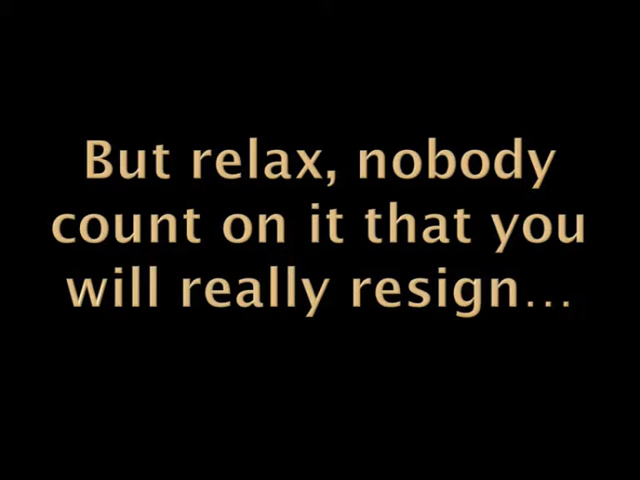 But relax, nobody
count on it that you
will really resign...